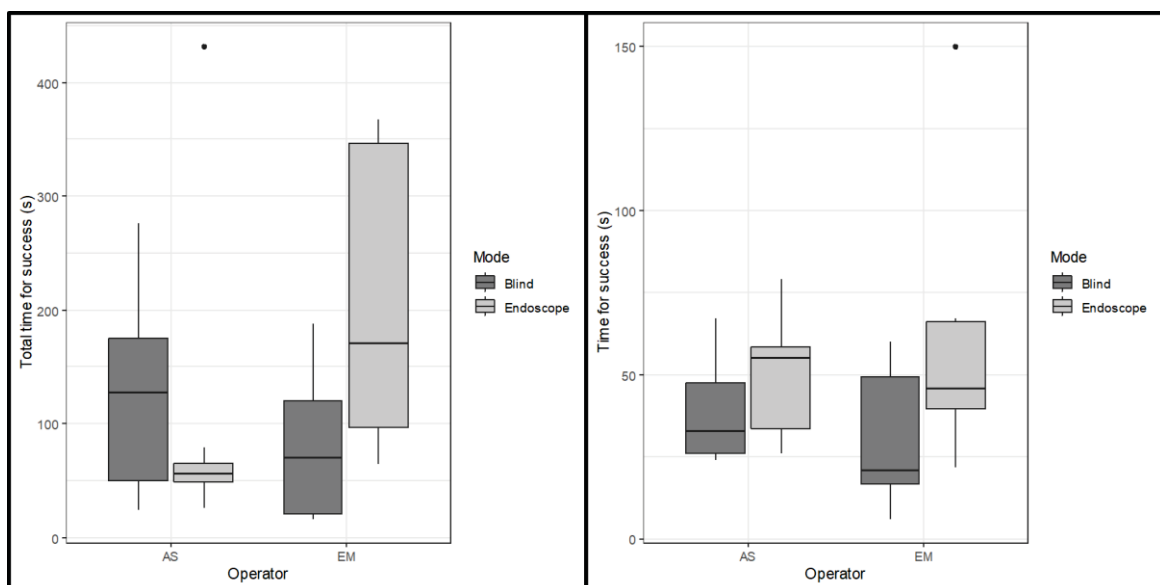 Total time for success (s)
400
300
200
100
0
AS
EM
Operator
Mode
Blind
Endoscope
Time for success (s)
150
100
50
0
AS
EM
Operator
Mode
Blind
Endoscope